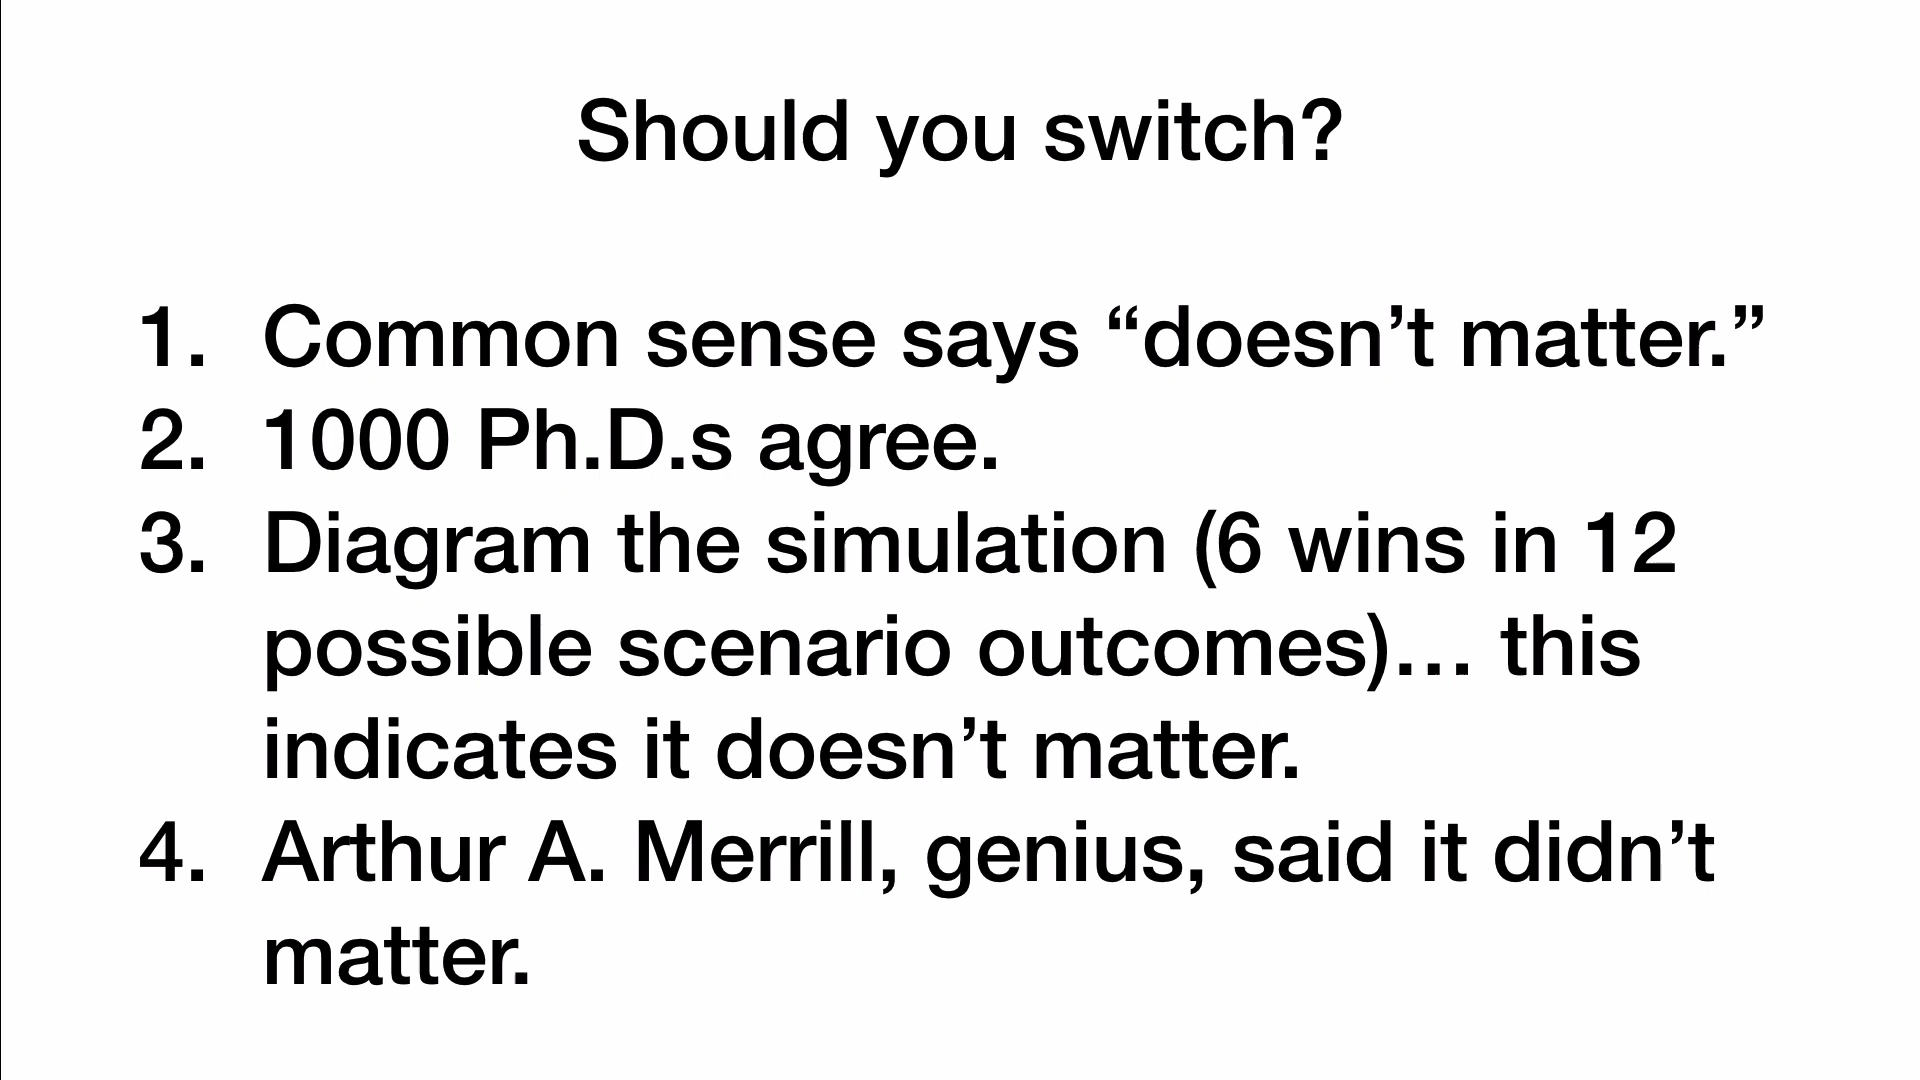 Should you switch?
1. Common sense says “doesn’t matter.”
2. 1000 Ph.D.s agree.
3. Diagram the simulation (6 wins in 12
possible scenario outcomes)… this
indicates it doesn’t matter.
4. Arthur A. Merrill, genius, said it didn’t
matter.